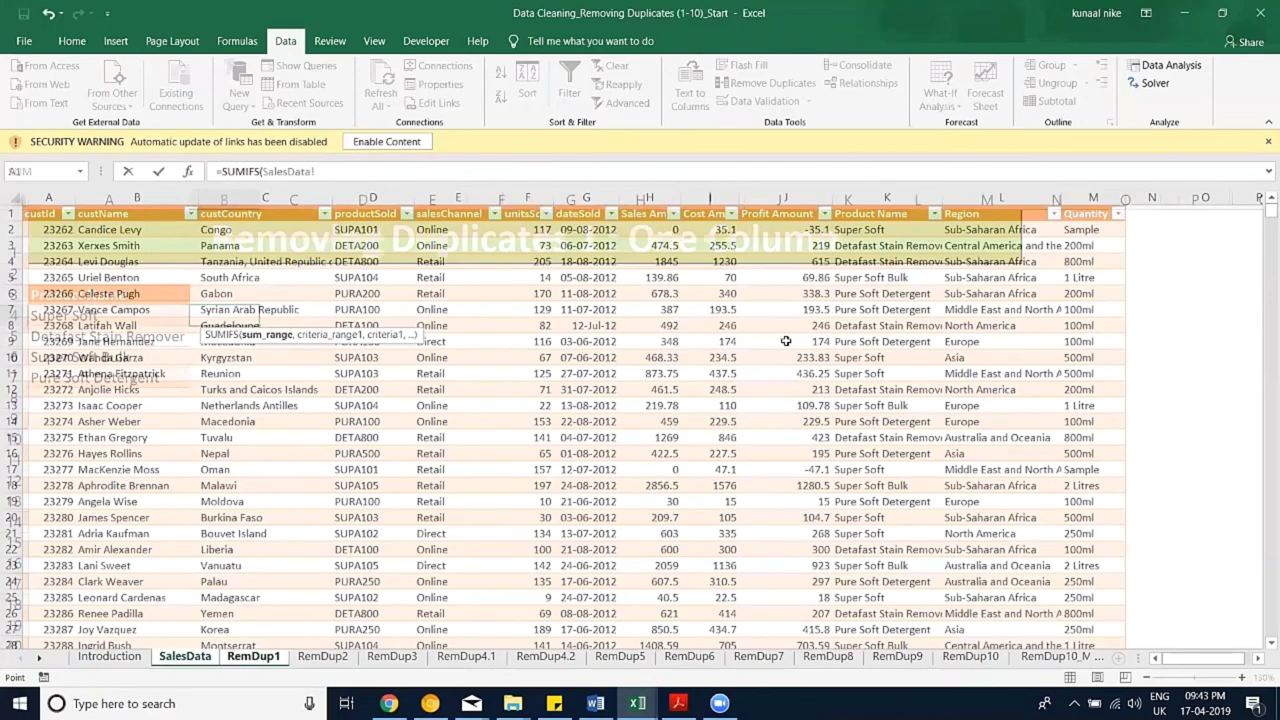 Data Cleaning_Removing Duplicates (1-10)_Start - Excel
kunaal nike
File Home Insert Page Layout Formulas Data Review View Developer Help Tell me what you want to do Share
From Access Show Queries Connections Clear Flash Fill Consolidate Group Data Analysis
From Web From Table Properties Reapply Remove Duplicates Relationships Ungroup Solver
From Text Recent Sources Edit Links Advanced Data Validation Subtotal
From Other Sources Existing Connections New Query Refresh All Sort Filter Text to Columns What-If Analysis Forecast Sheet
Get External Data Get & Transform Connections Sort & Filter Data Tools Forecast Outline Analyze
SECURITY WARNING Automatic update of links has been disabled Enable Content
=SUMIFS(SalesData!
custId custName custCountry productSold salesChannel unitsSc dateSold Sales Am Cost Am Profit Amount Product Name Region Quantity
23262 Candice Levy Congo SUPA101 Online 117 09-08-2012 0 35.1 -35.1 Super Soft Sub-Saharan Africa Sample
23263 Xerxes Smith Panama DETA200 Online 73 06-07-2012 474.5 255.5 219 Detafast Stain Remov Central America and the 200ml
23264 Levi Douglas Tanzania, United Republic c DETA800 Retail 205 18-08-2012 1845 1230 615 Detafast Stain Remov Sub-Saharan Africa 800ml
23265 Uriel Benton South Africa SUPA104 Online 14 05-08-2012 139.86 70 69.86 Super Soft Bulk Sub-Saharan Africa 1 Litre
23266 Celeste Pugh Gabon PURA200 Online 170 11-08-2012 678.3 340 338.3 Pure Soft Detergent Sub-Saharan Africa 200ml
23267 Vance Campos Syrian Arab Republic PURA100 Online 129 11-07-2012 387 193.5 193.5 Pure Soft Detergent Middle East and North A 100ml
23268 Latifah Wall Guadeloupe DETA100 Retail 82 12-Jul-12 492 246 246 Detafast Stain Remov North America 100ml
23269 Jane Hernandez Direct 116 03-06-2012 348 174 174 Pure Soft Detergent Europe 100ml
23270 Wanda Garza Kyrgyzstan PURA500 Online 67 07-06-2012 468.33 234.5 233.83 Super Soft Asia 500ml
23271 Athena Fitzpatrick Reunion SUPA103 Online 125 27-07-2012 873.75 437.5 436.25 Super Soft Middle East and North A 500ml
23272 Anjolie Hicks Turks and Caicos Islands DETA200 Retail 71 31-07-2012 461.5 248.5 213 Detafast Stain Remov North America 200ml
23273 Isaac Cooper Netherlands Antilles SUPA104 Online 22 13-08-2012 219.78 110 109.78 Super Soft Bulk Europe 1 Litre
23274 Asher Weber Macedonia PURA100 Online 153 22-08-2012 459 229.5 229.5 Pure Soft Detergent Europe 100ml
23275 Ethan Gregory Tuvalu DETA800 Retail 141 04-07-2012 1269 846 423 Detafast Stain Remov Australia and Oceania 800ml
23276 Hayes Rollins Nepal PURA500 Retail 65 01-08-2012 422.5 227.5 195 Pure Soft Detergent Asia 500ml
23277 MacKenzie Moss Oman SUPA101 Online 157 12-07-2012 0 47.1 -47.1 Super Soft Middle East and North A Sample
23278 Aphrodite Brennan Malawi SUPA105 Retail 197 24-08-2012 2856.5 1576 1280.5 Super Soft Bulk Sub-Saharan Africa 2 Litres
23279 Angela Wise Moldova PURA100 Retail 10 21-06-2012 30 15 15 Pure Soft Detergent Europe 100ml
23280 James Spencer Burkina Faso SUPA103 Retail 30 03-06-2012 209.7 105 104.7 Super Soft Sub-Saharan Africa 500ml
23281 Adria Kaufman Bouvet Island SUPA102 Direct 134 13-07-2012 603 335 268 Super Soft North America 250ml
23282 Amir Alexander Liberia DETA100 Online 100 21-08-2012 600 300 300 Detafast Stain Remov Sub-Saharan Africa 100ml
23283 Lani Sweet Vanuatu SUPA105 Direct 142 24-06-2012 2059 1136 923 Super Soft Bulk Australia and Oceania 2 Litres
23284 Clark Weaver Palau PURA250 Online 135 17-06-2012 607.5 310.5 297 Pure Soft Detergent Australia and Oceania 250ml
23285 Leonard Cardenas Madagascar SUPA102 Online 9 24-07-2012 40.5 22.5 18 Super Soft Sub-Saharan Africa 250ml
23286 Renee Padilla Yemen DETA800 Retail 69 08-08-2012 621 414 207 Detafast Stain Remov Middle East and North A 800ml
23287 Joy Vazquez Korea PURA250 Online 189 17-06-2012 850.5 434.7 415.8 Pure Soft Detergent Asia 250ml
23288 Ingrid Bush Montserrat SUPA104 Retail 1408.59 705 703.59
Removing Duplicates in One Column
Super Soft
Detafast Stain Remover
Super Soft Bulk
Pure Soft Detergent
SUMIFS(sum_range, criteria_range1, criteria1, ...)
Introduction SalesData RemDup1 RemDup2 RemDup3 RemDup4.1 RemDup4.2 RemDup5 RemDup6 RemDup7 RemDup8 RemDup9 RemDup10 RemDup10_M ...
Point 130%
Type here to search
ENG 09:43 PM
UK 17-04-2019